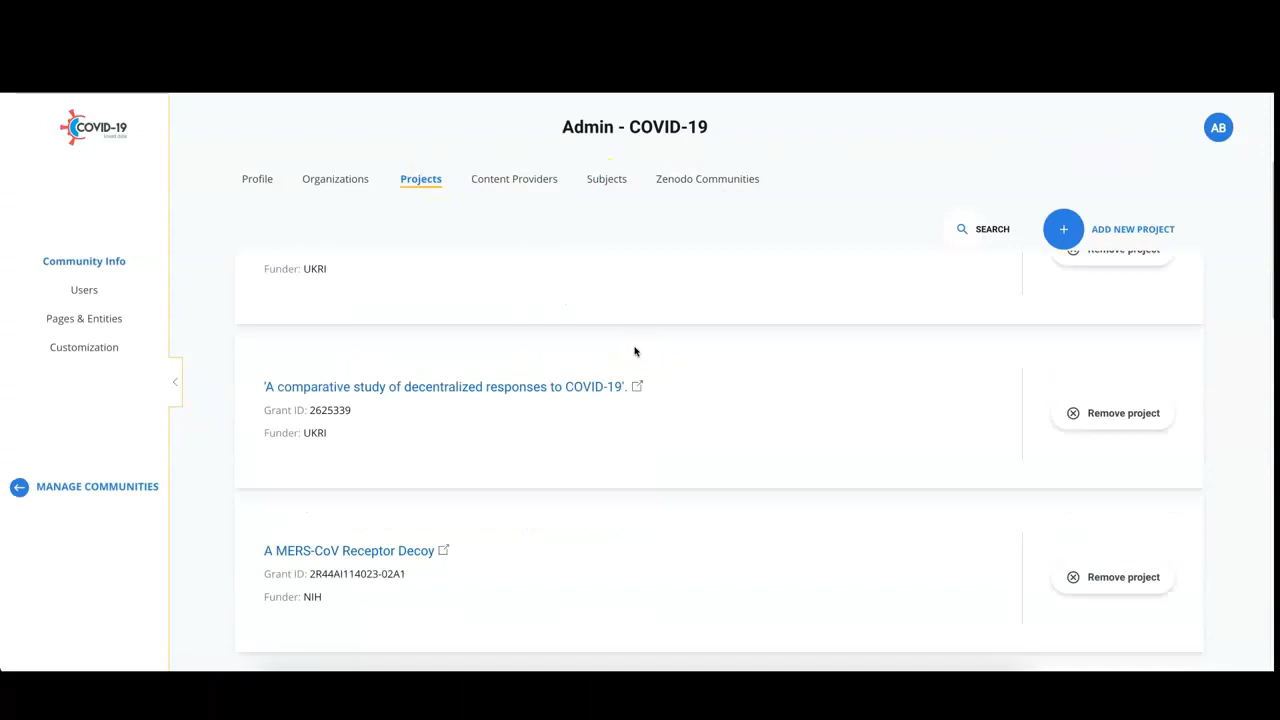 COVID-19
Admin - COVID-19
AB
Profile
Organizations
Projects
Content Providers
Subjects
Zenodo Communities
SEARCH
+ ADD NEW PROJECT
Community Info
Users
Pages & Entities
Customization
MANAGE COMMUNITIES
Funder: UKRI
Remove project
'A comparative study of decentralized responses to COVID-19'.
Grant ID: 2625339
Funder: UKRI
Remove project
A MERS-CoV Receptor Decoy
Grant ID: 2R44AI114023-02A1
Funder: NIH
Remove project